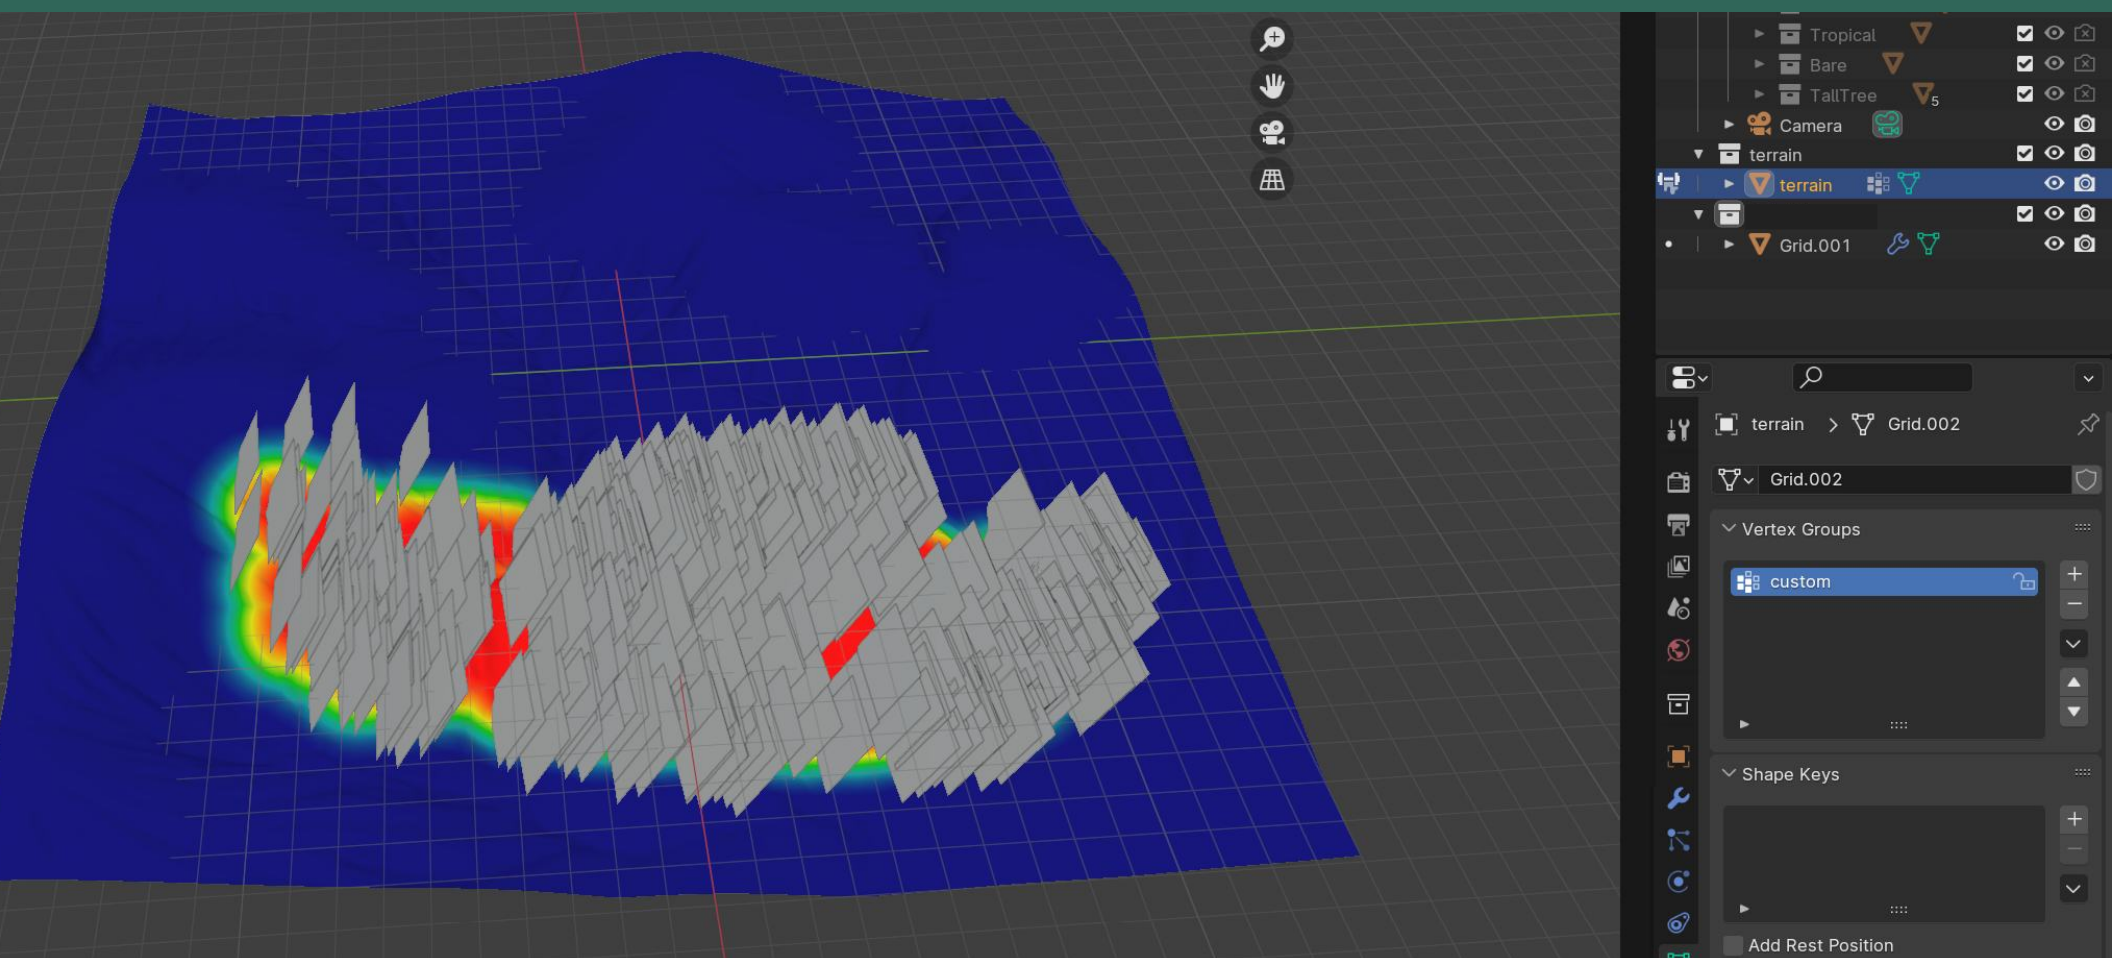 Tropical
Bare
TallTree
5
Camera
terrain
terrain
Grid.001
terrain > Grid.002
Grid.002
Vertex Groups
custom
Shape Keys
Add Rest Position